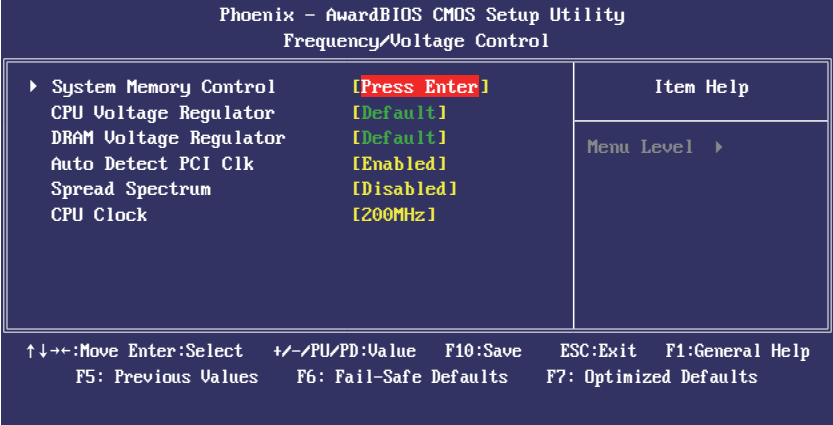 Phoenix - AwardBIOS CMOS Setup Utility
Frequency/Voltage Control
System Memory Control [Press Enter]
CPU Voltage Regulator [Default]
DRAM Voltage Regulator [Default]
Auto Detect PCI Clk [Enabled]
Spread Spectrum [Disabled]
CPU Clock [200MHz]
Item Help
Menu Level
↑↓→←:Move Enter:Select +/-/PU/PD:Value F10:Save ESC:Exit F1:General Help
F5: Previous Values F6: Fail-Safe Defaults F7: Optimized Defaults